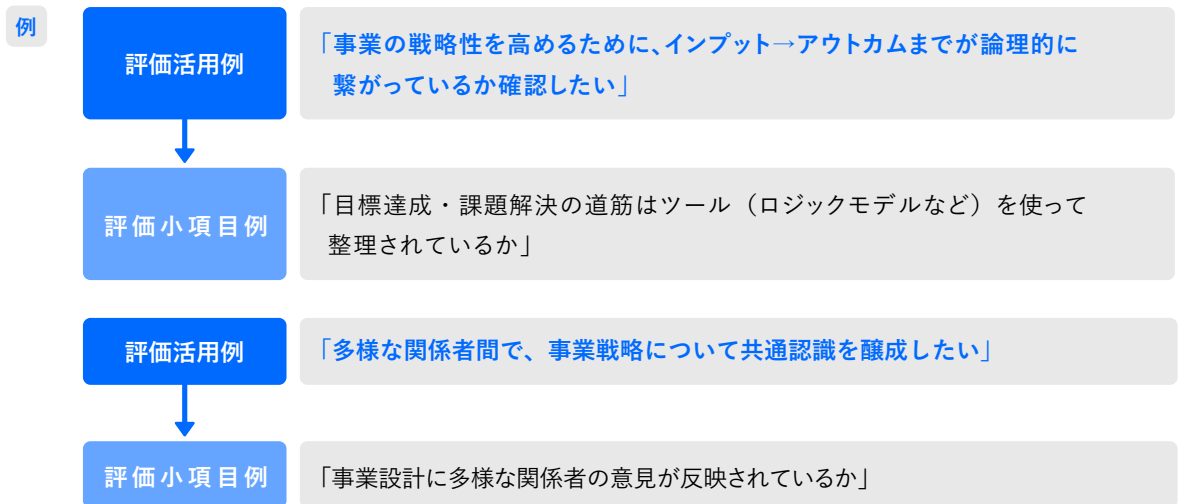 例
評価活用例
「事業の戦略性を高めるために、インプット→アウトカムまでが論理的に
繋がっているか確認したい」
評価小項目例
「目標達成・課題解決の道筋はツール（ロジックモデルなど）を使って
整理されているか」
評価活用例
「多様な関係者間で、事業戦略について共通認識を醸成したい」
評価小項目例
「事業設計に多様な関係者の意見が反映されているか」